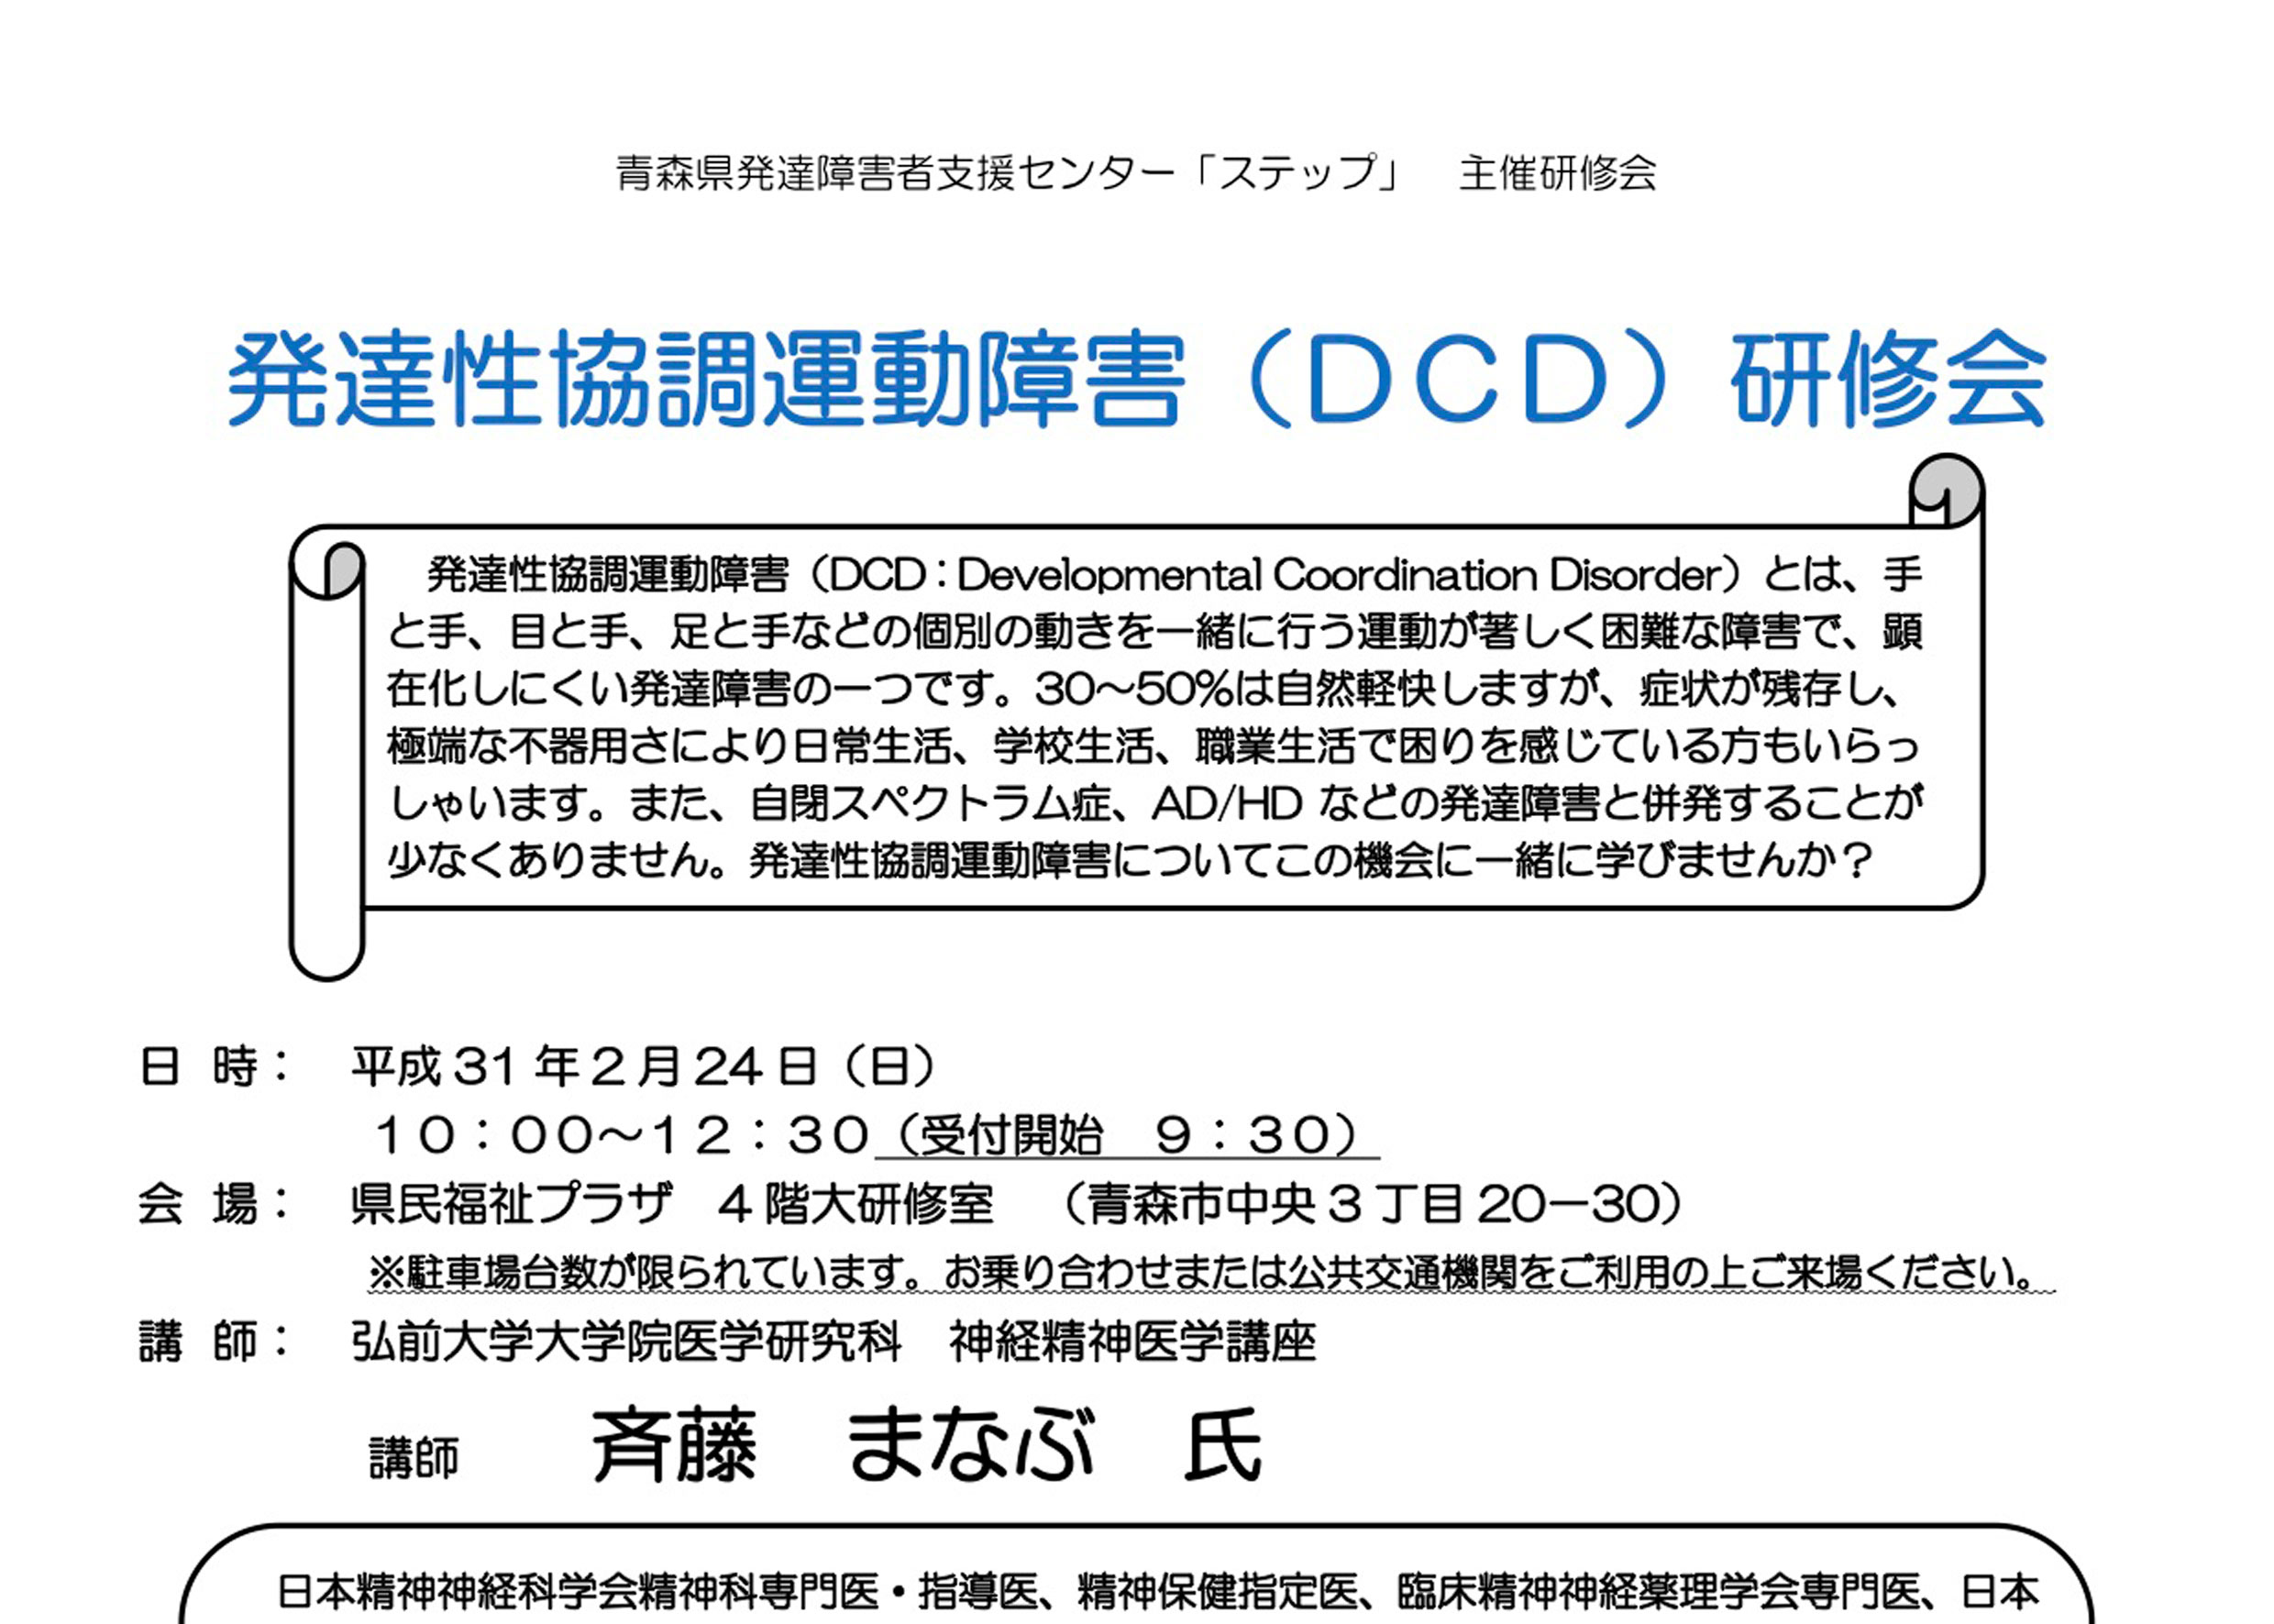 青森県発達障害者支援センター「ステップ」　主催研修会
発達性協調運動障害（ＤＣＤ）研修会
発達性協調運動障害（DCD：Developmental Coordination Disorder）とは、手
と手、目と手、足と手などの個別の動きを一緒に行う運動が著しく困難な障害で、顕
在化しにくい発達障害の一つです。30～50%は自然軽快しますが、症状が残存し、
極端な不器用さにより日常生活、学校生活、職業生活で困りを感じている方もいらっ
しゃいます。また、自閉スペクトラム症、AD/HD などの発達障害と併発することが
少なくありません。発達性協調運動障害についてこの機会に一緒に学びませんか？
日 時：　平成 31 年２月 24 日（日）
１０：００～１２：３０（受付開始　９：３０）
会 場：　県民福祉プラザ　４階大研修室　（青森市中央３丁目 20－30）
※駐車場台数が限られています。お乗り合わせまたは公共交通機関をご利用の上ご来場ください。
講 師：　弘前大学大学院医学研究科　神経精神医学講座
講師　斉藤　まなぶ　氏
日本精神神経科学会精神科専門医・指導医、精神保健指定医、臨床精神神経薬理学会専門医、日本